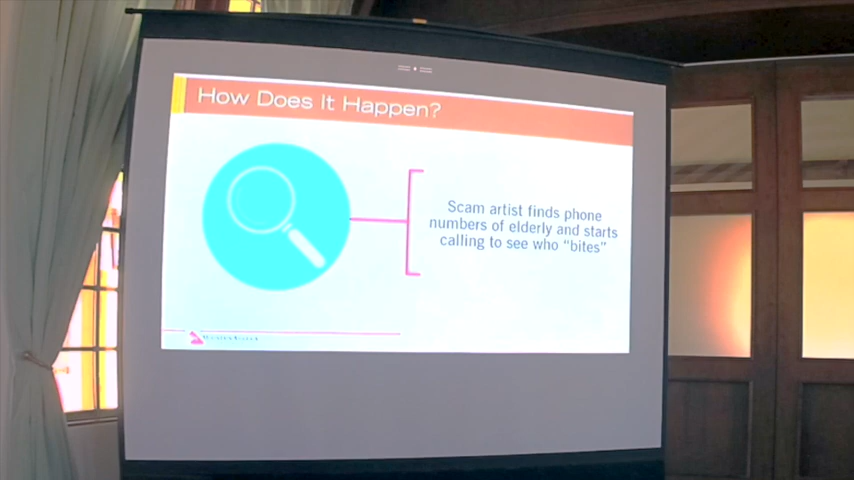 How Does It Happen?
Scam artist finds phone
numbers of elderly and starts
calling to see who “bites”